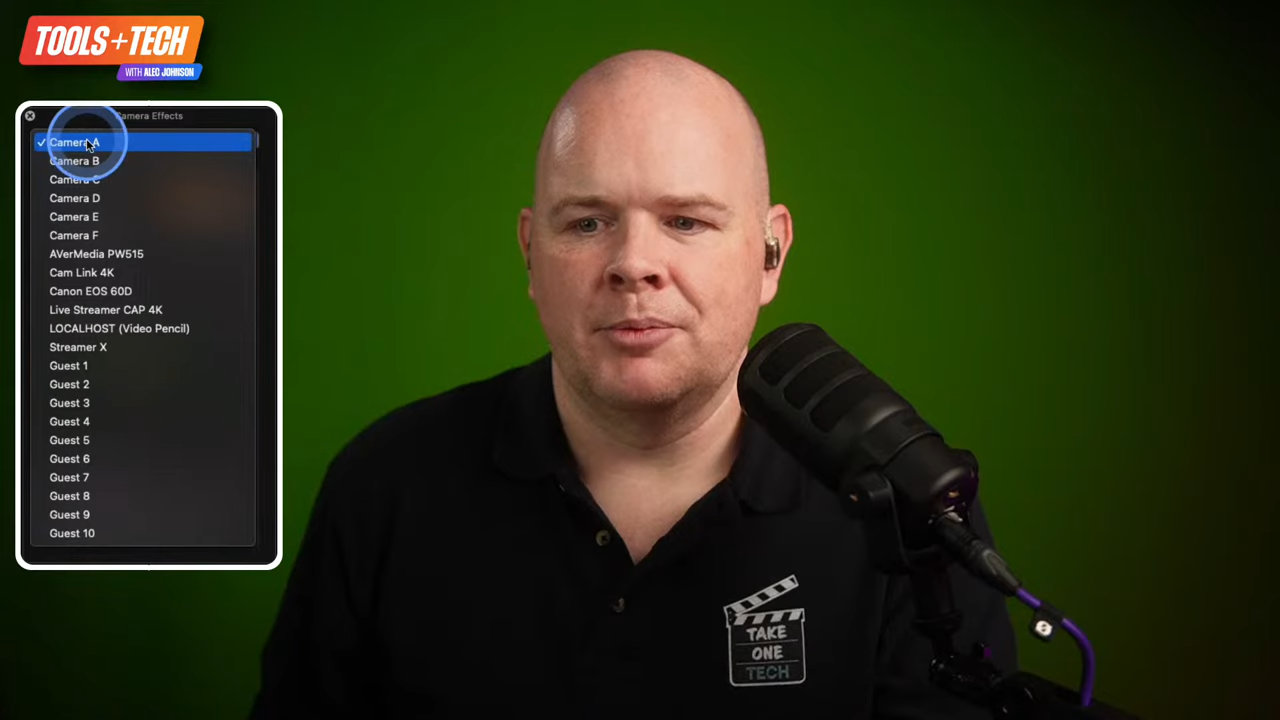 TOOLS+TECH
WITH ALEC JOHNSON
Camera Effects
Camera A
Camera B
Camera C
Camera D
Camera E
Camera F
AVerMedia PW515
Cam Link 4K
Canon EOS 60D
Live Streamer CAP 4K
LOCALHOST (Video Pencil)
Streamer X
Guest 1
Guest 2
Guest 3
Guest 4
Guest 5
Guest 6
Guest 7
Guest 8
Guest 9
Guest 10
TAKE
ONE
TECH